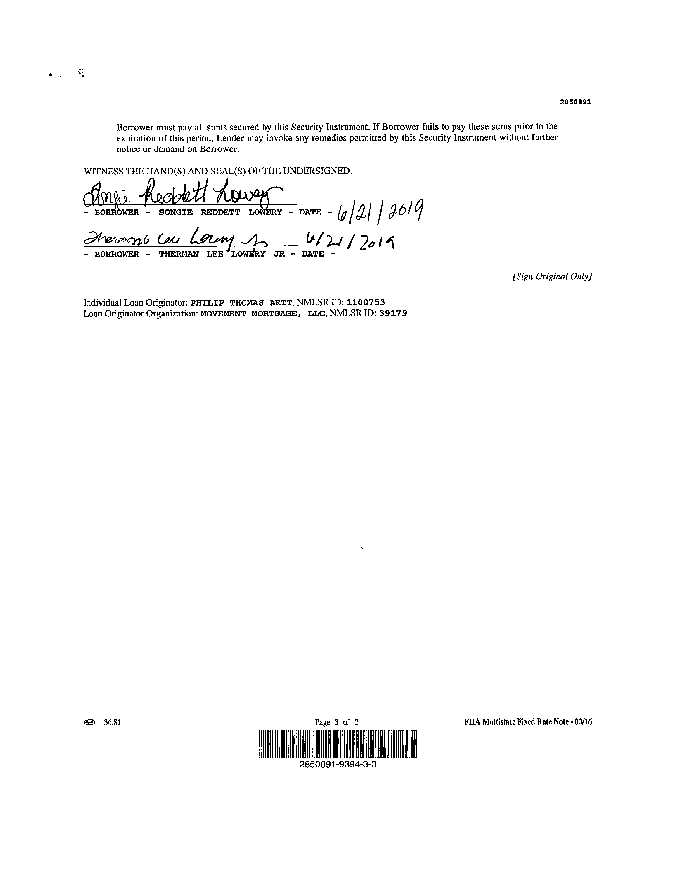 2850091
Borrower must pay all sums secured by this Security Instrument. If Borrower fails to pay these sums prior to the
expiration of this period, Lender may invoke any remedies permitted by this Security Instrument without further
notice or demand on Borrower.
WITNESS THE HAND(S) AND SEAL(S) OF THE UNDERSIGNED.
Songie Reddett Lowery
- BORROWER - SONGIE REDDETT LOWERY - DATE - 6/21/2019
Therman Lee Lowery Jr 6/21/2019
- BORROWER - THERMAN LEE LOWERY JR - DATE -
[Sign Original Only]
Individual Loan Originator: PHILIP THOMAS BETT, NMLSR ID: 1100753
Loan Originator Organization: MOVEMENT MORTGAGE, LLC, NMLSR ID: 39179
36.81
Page 3 of 3
FHA Multistate Fixed Rate Note - 03/16
2850091-9394-3-3